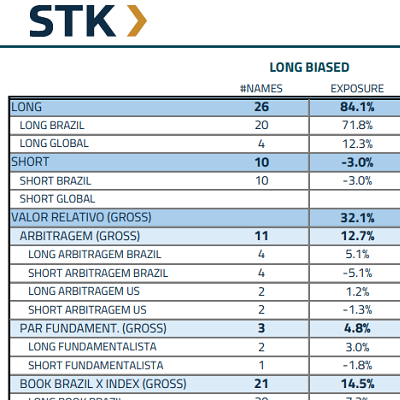 STK
LONG BIASED
#NAMES EXPOSURE
LONG 26 84.1%
LONG BRAZIL 20 71.8%
LONG GLOBAL 4 12.3%
SHORT 10 -3.0%
SHORT BRAZIL 10 -3.0%
SHORT GLOBAL
VALOR RELATIVO (GROSS) 32.1%
ARBITRAGEM (GROSS) 11 12.7%
LONG ARBITRAGEM BRAZIL 4 5.1%
SHORT ARBITRAGEM BRAZIL 4 -5.1%
LONG ARBITRAGEM US 2 1.2%
SHORT ARBITRAGEM US 2 -1.3%
PAR FUNDAMENT. (GROSS) 3 4.8%
LONG FUNDAMENTALISTA 2 3.0%
SHORT FUNDAMENTALISTA 1 -1.8%
BOOK BRAZIL X INDEX (GROSS) 21 14.5%